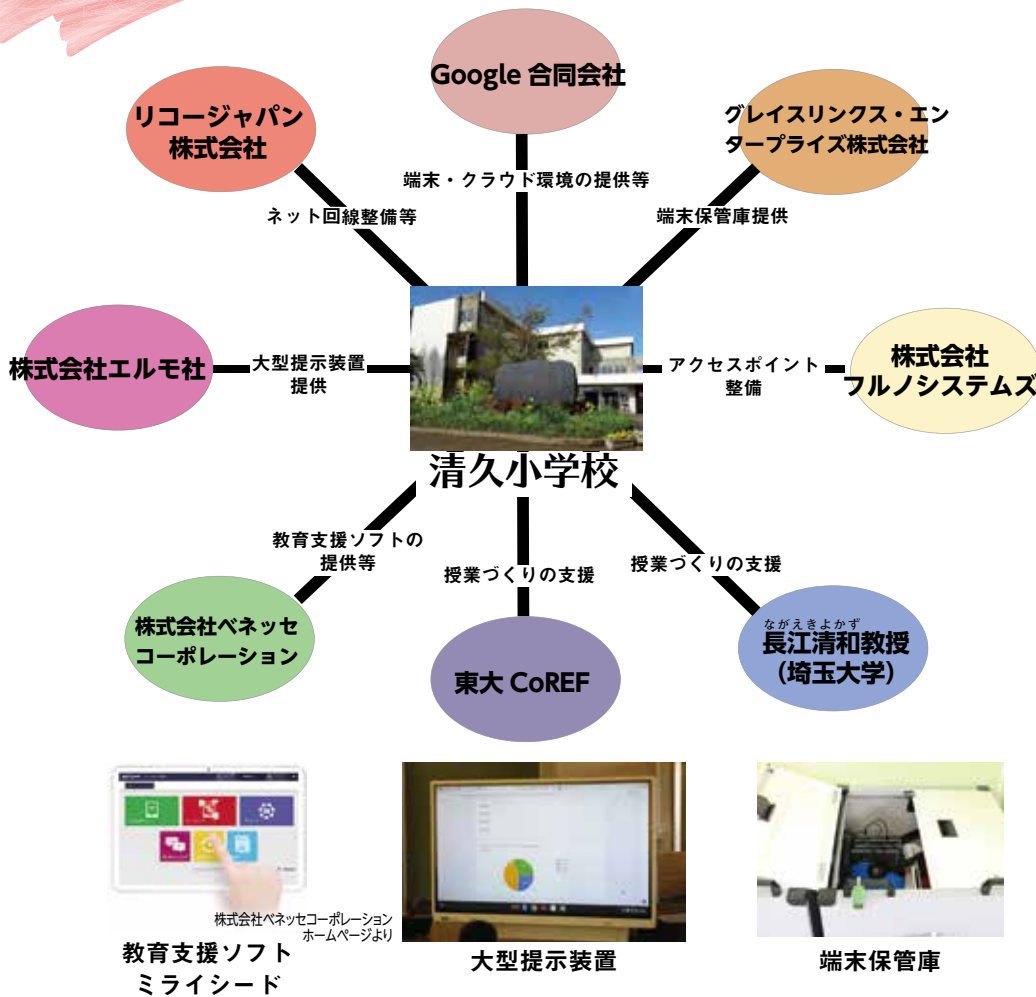 Google 合同会社
リコージャパン
株式会社
グレイスリンクス・エン
タープライズ株式会社
端末・クラウド環境の提供等
ネット回線整備等
端末保管庫提供
株式会社エルモ社
大型提示装置
提供
アクセスポイント
整備
株式会社
フルノシステムズ
清久小学校
教育支援ソフトの
提供等
授業づくりの支援
授業づくりの支援
株式会社ベネッセ
コーポレーション
東大 CoREF
ながえきよかず
長江清和教授
(埼玉大学)
株式会社ベネッセコーポレーション
ホームページより
教育支援ソフト
ミライシード
大型提示装置
端末保管庫